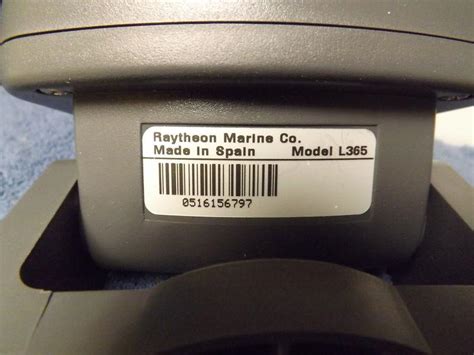 Raytheon Marine Co.
Made in Spain Model L365
0516156797